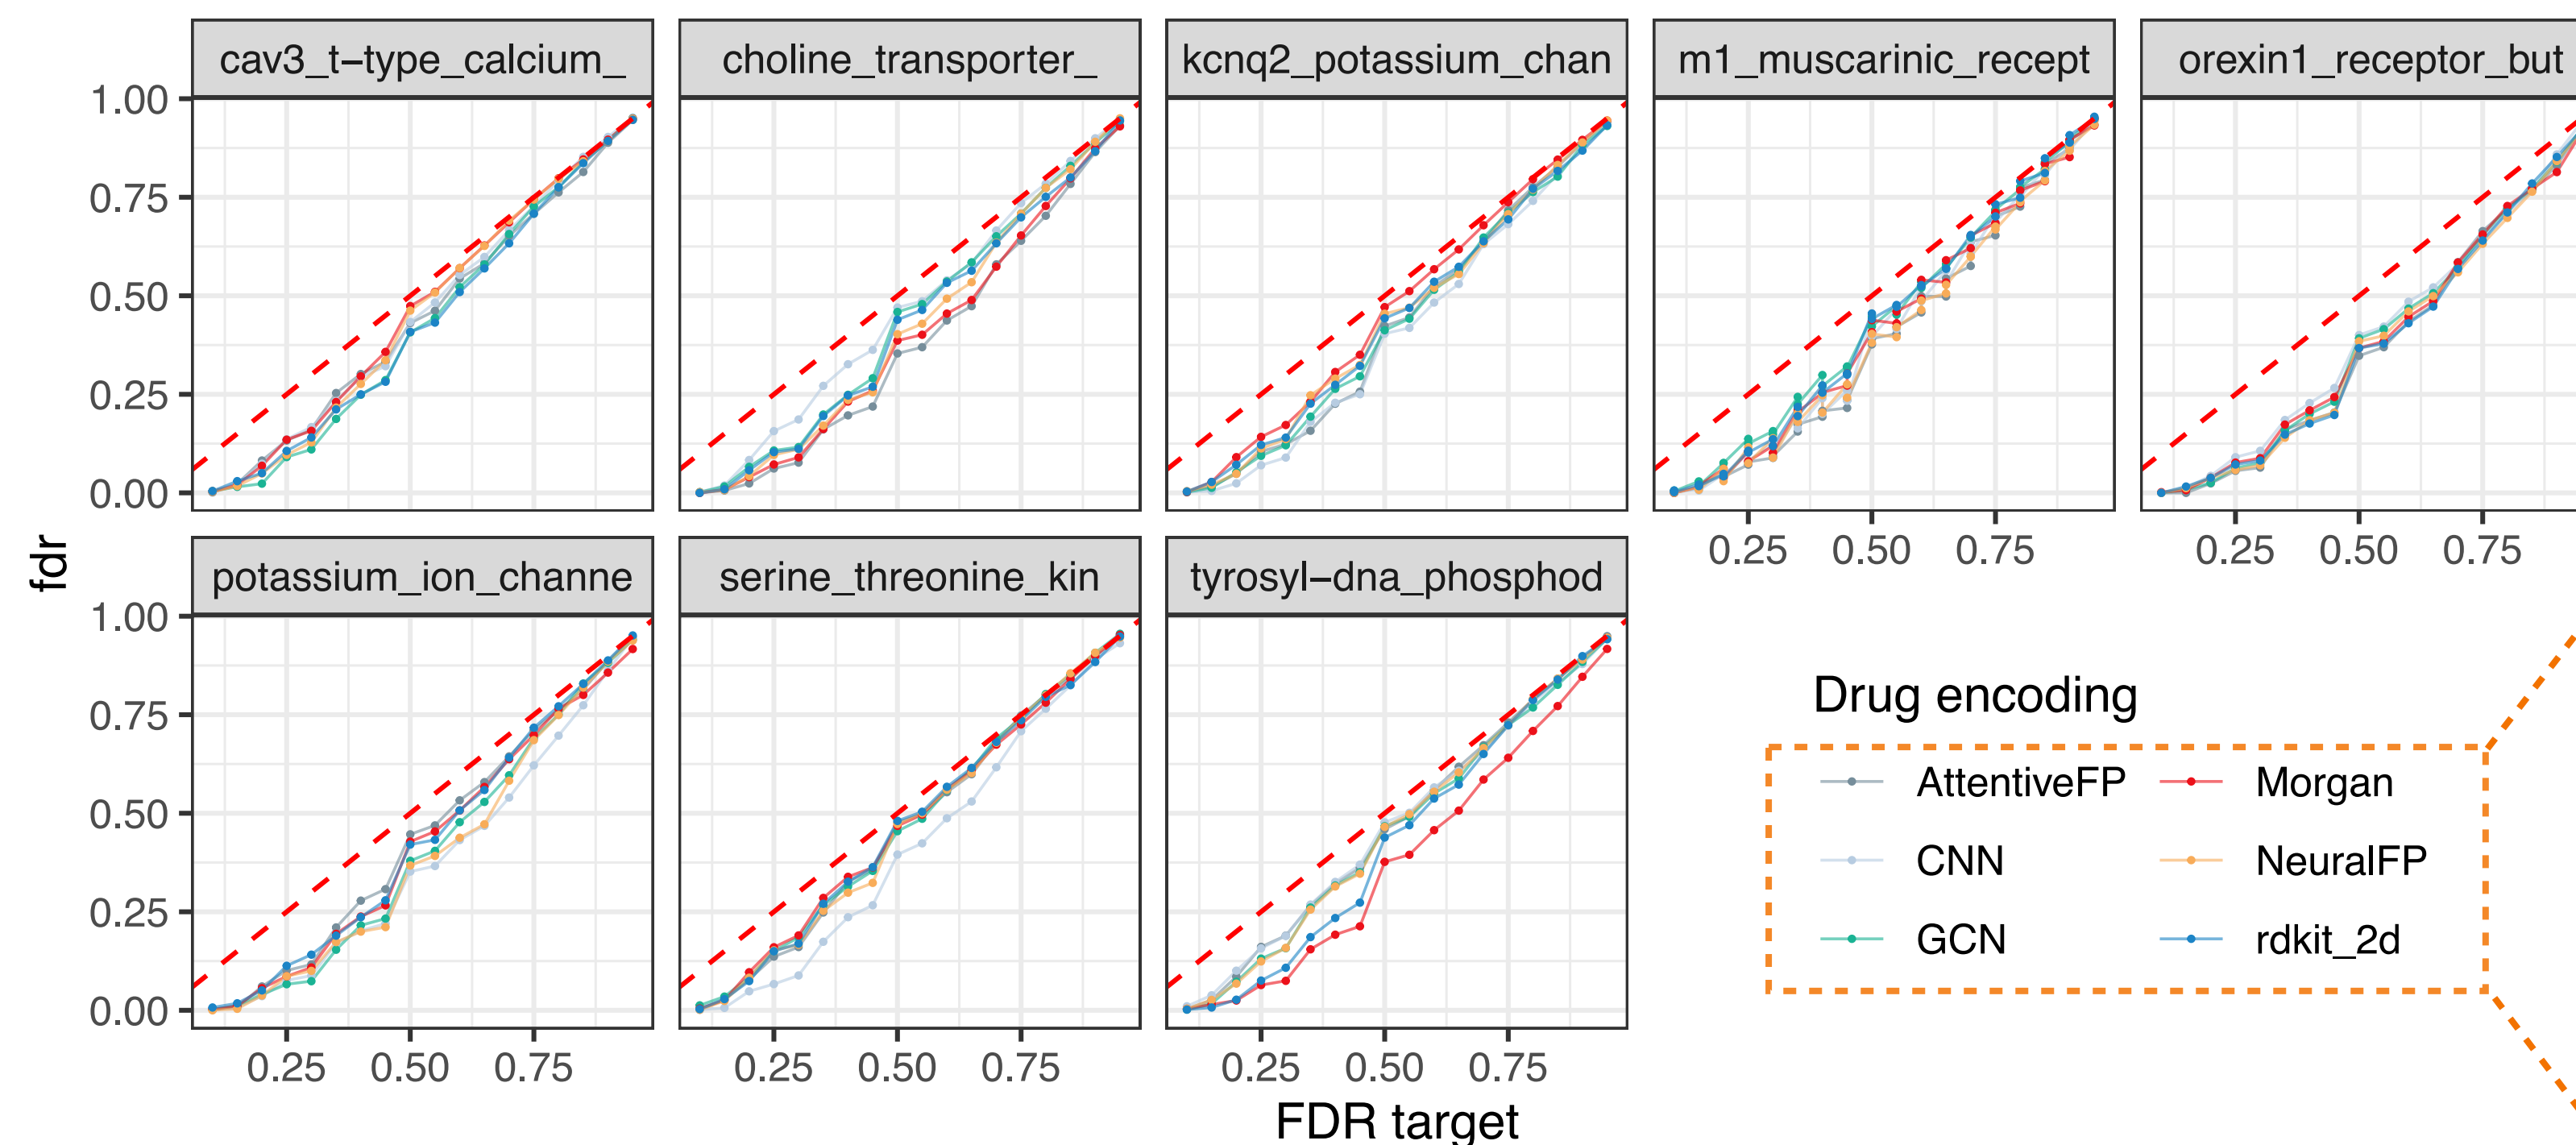 cav3_t−type_calcium_
choline_transporter_
kcnq2_potassium_chan
m1_muscarinic_recept
orexin1_receptor_but
1.00
0.75
0.50
0.25
0.00
0.25 0.50 0.75
0.25 0.50 0.75
fdr
potassium_ion_channe
serine_threonine_kin
tyrosyl−dna_phosphod
1.00
0.75
0.50
0.25
0.00
0.25 0.50 0.75
0.25 0.50 0.75
0.25 0.50 0.75
FDR target
Drug encoding
AttentiveFP
Morgan
CNN
NeuralFP
GCN
rdkit_2d